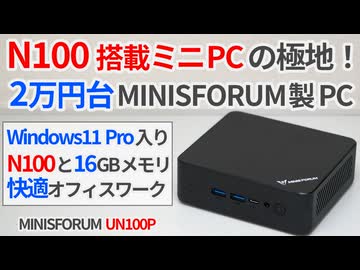 N100 搭載ミニPCの極地！
2万円台MINISFORUM製PC
Windows11 Pro入り
N100と16GBメモリ
快適オフィスワーク
MINISFORUM UN100P
MINISFORUM